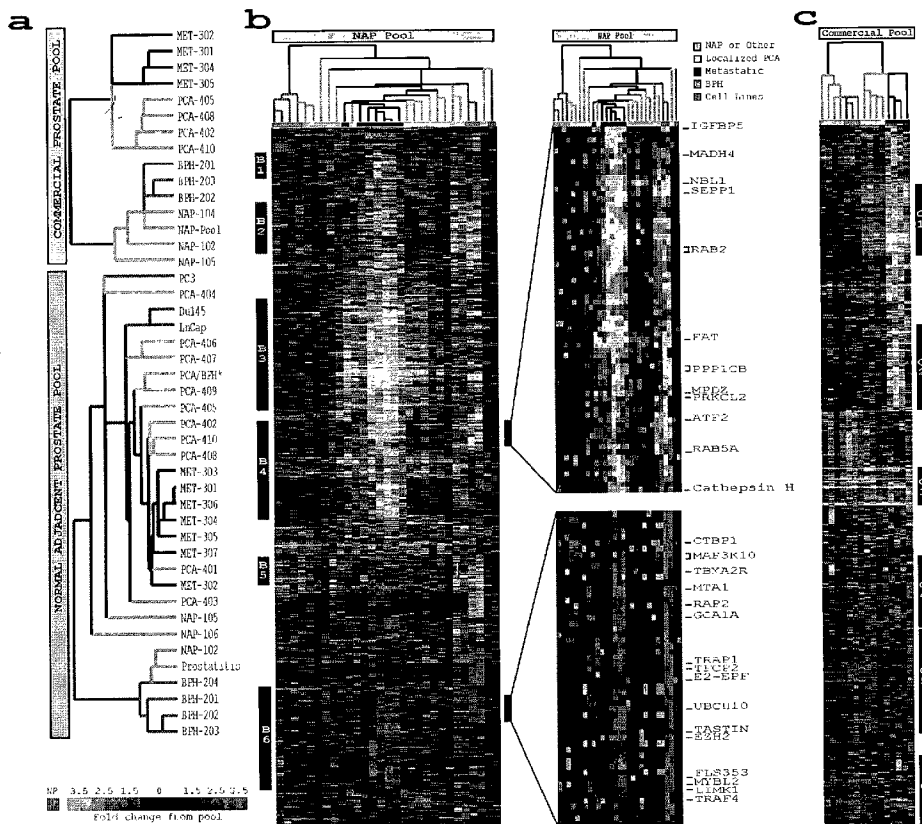 a
COMMERCIAL PROSTATE POOL
MET-302
MET-301
MET-304
MET-305
PCA-405
PCA-408
PCA-402
PCA-410
BPH-201
BPH-203
BPH-202
NAP-104
NAP-Pool
NAP-102
NAP-105
NORMAL ADJADCENT PROSTATE POOL
PC3
PCA-404
Du145
LnCap
PCA-406
PCA-407
PCA/BPH*
PCA-409
PCA-405
PCA-402
PCA-410
PCA-408
MET-303
MET-301
MET-306
MET-304
MET-305
MET-307
PCA-401
MET-302
PCA-403
NAP-105
NAP-106
NAP-102
Prostatitis
BPH-204
BPH-201
BPH-202
BPH-203
NP
3.5 2.5 1.5 0 1.5 2.5 3.5
Fold change from pool
b
NAP Pool
B1
B2
B3
B4
B5
B6
NAP Pool
NAP or Other
Localized PCA
Metastatic
BPH
Cell Lines
IGFBP5
MADH4
NBL1
SEPP1
RAB2
FAT
PPP1CB
MPDZ
PRKCL2
ATF2
RAB5A
Cathepsin H
CTBP1
MAP3K10
TBXA2R
MTA1
RAP2
GCA1A
TRAP1
TFCP2
E2-EPF
UBCH10
TASTIN
EZH2
FLS353
MYBL2
LIMK1
TRAF4
c
Commercial Pool